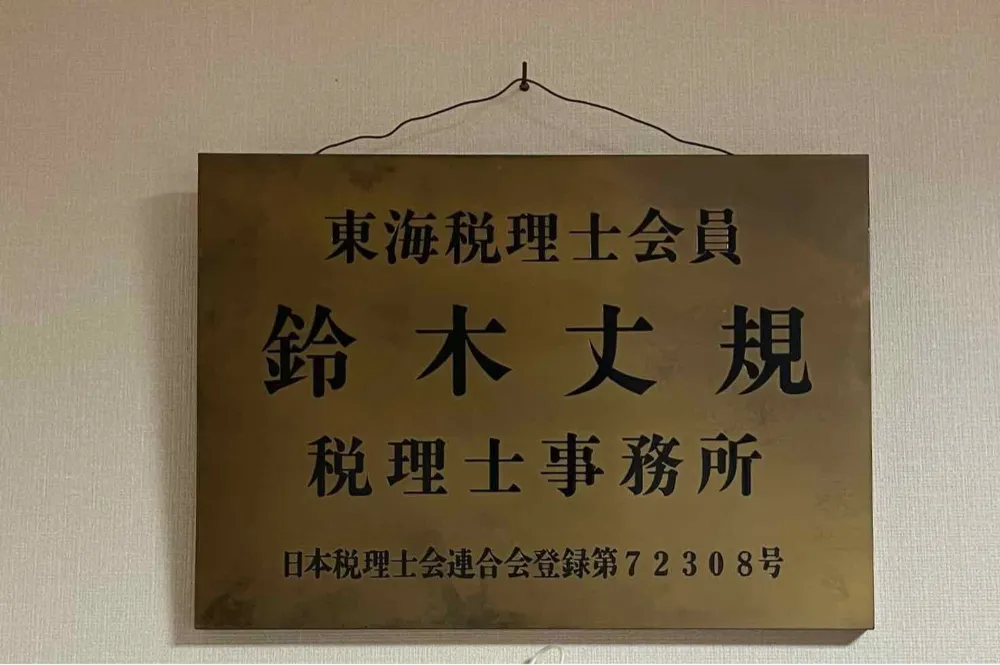 東海税理士会員
鈴木丈規
税理士事務所
日本税理士会連合会登録第72308号